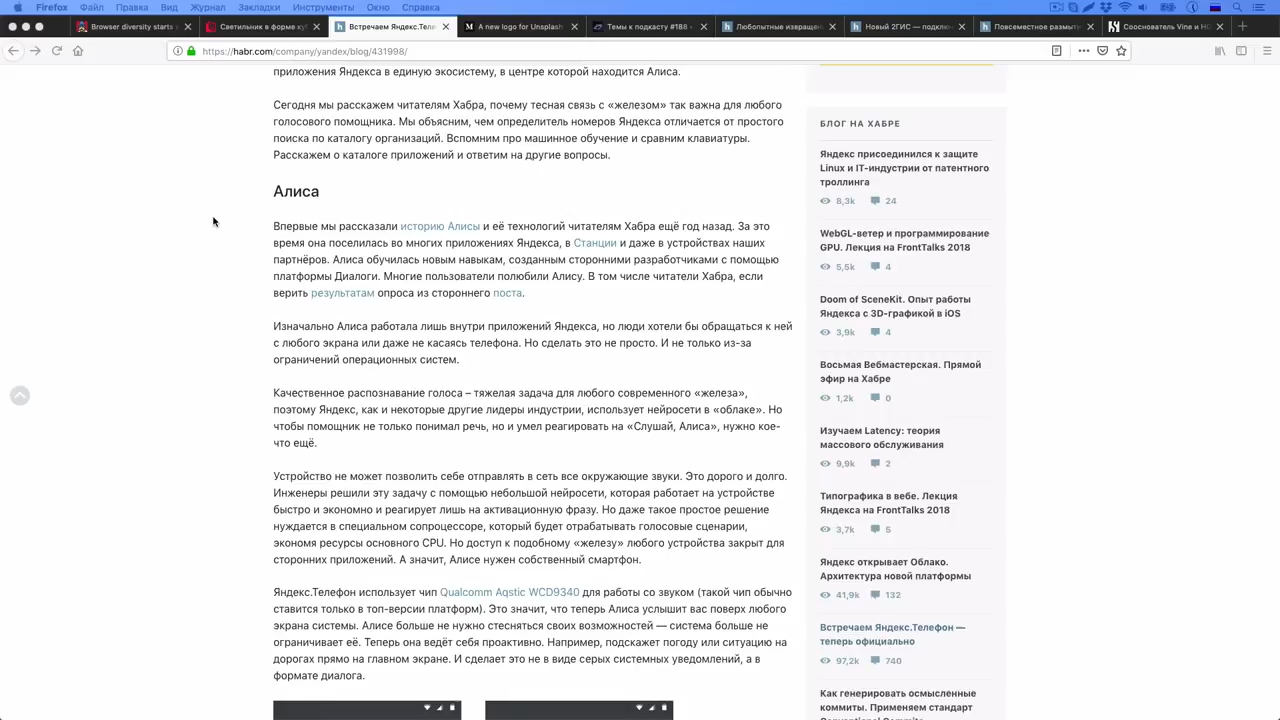 Firefox Файл Правка Вид Журнал Закладки Инструменты Окно Справка
Browser diversity starts
Светильник в форме ку
Встречаем Яндекс.Теле
A new logo for Unsplash
Темы к подкасту #188
Любопытные извращен
Новый 2ГИС — подклю
Повсеместное размыти
Сооснователь Vine и HQ
https://habr.com/company/yandex/blog/431998/
приложения Яндекса в единую экосистему, в центре которой находится Алиса.
Сегодня мы расскажем читателям Хабра, почему тесная связь с «железом» так важна для любого
голосового помощника. Мы объясним, чем определитель номеров Яндекса отличается от простого
поиска по каталогу организаций. Вспомним про машинное обучение и сравним клавиатуры.
Расскажем о каталоге приложений и ответим на другие вопросы.
Алиса
Впервые мы рассказали историю Алисы и её технологий читателям Хабра ещё год назад. За это
время она поселилась во многих приложениях Яндекса, в Станции и даже в устройствах наших
партнёров. Алиса обучилась новым навыкам, созданным сторонними разработчиками с помощью
платформы Диалоги. Многие пользователи полюбили Алису. В том числе читатели Хабра, если
верить результатам опроса из стороннего поста.
Изначально Алиса работала лишь внутри приложений Яндекса, но люди хотели бы обращаться к ней
с любого экрана или даже не касаясь телефона. Но сделать это не просто. И не только из-за
ограничений операционных систем.
Качественное распознавание голоса – тяжелая задача для любого современного «железа»,
поэтому Яндекс, как и некоторые другие лидеры индустрии, использует нейросети в «облаке». Но
чтобы помощник не только понимал речь, но и умел реагировать на «Слушай, Алиса», нужно кое-
что ещё.
Устройство не может позволить себе отправлять в сеть все окружающие звуки. Это дорого и долго.
Инженеры решили эту задачу с помощью небольшой нейросети, которая работает на устройстве
быстро и экономно и реагирует лишь на активационную фразу. Но даже такое простое решение
нуждается в специальном сопроцессоре, который будет отрабатывать голосовые сценарии,
экономя ресурсы основного CPU. Но доступ к подобному «железу» любого устройства закрыт для
сторонних приложений. А значит, Алисе нужен собственный смартфон.
Яндекс.Телефон использует чип Qualcomm Aqstic WCD9340 для работы со звуком (такой чип обычно
ставится только в топ-версии платформ). Это значит, что теперь Алиса услышит вас поверх любого
экрана системы. Алисе больше не нужно стесняться своих возможностей — система больше не
ограничивает её. Теперь она ведёт себя проактивно. Например, подскажет погоду или ситуацию на
дорогах прямо на главном экране. И сделает это не в виде серых системных уведомлений, а в
формате диалога.
БЛОГ НА ХАБРЕ
Яндекс присоединился к защите
Linux и IT-индустрии от патентного
троллинга
8,3k 24
WebGL-ветер и программирование
GPU. Лекция на FrontTalks 2018
5,5k 4
Doom of SceneKit. Опыт работы
Яндекса с 3D-графикой в iOS
3,9k 4
Восьмая Вебмастерская. Прямой
эфир на Хабре
1,2k 0
Изучаем Latency: теория
массового обслуживания
9,9k 2
Типографика в вебе. Лекция
Яндекса на FrontTalks 2018
3,7k 5
Яндекс открывает Облако.
Архитектура новой платформы
41,9k 132
Встречаем Яндекс.Телефон —
теперь официально
97,2k 740
Как генерировать осмысленные
коммиты. Применяем стандарт